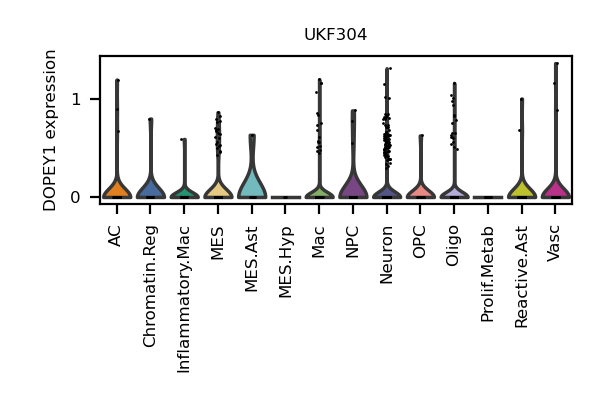 UKF304
DOPEY1 expression
1
0
AC
Chromatin.Reg
Inflammatory.Mac
MES
MES.Ast
MES.Hyp
Mac
NPC
Neuron
OPC
Oligo
Prolif.Metab
Reactive.Ast
Vasc